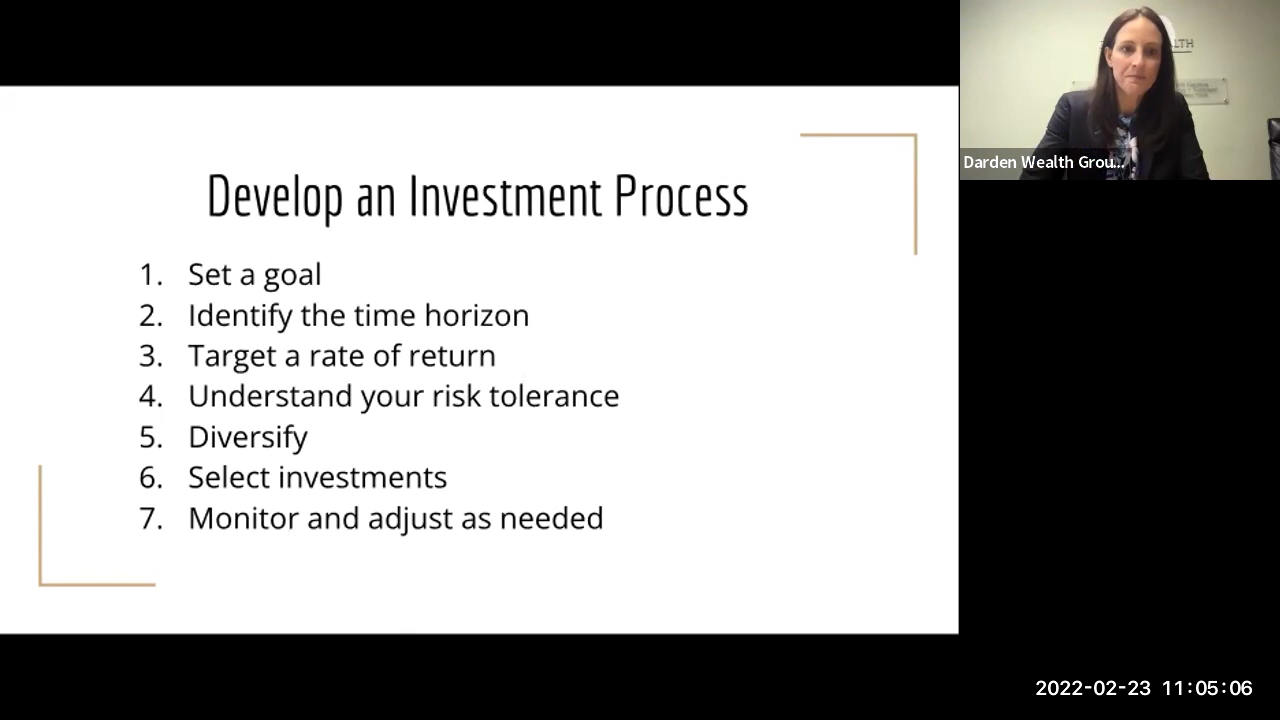 Develop an Investment Process
1. Set a goal
2. Identify the time horizon
3. Target a rate of return
4. Understand your risk tolerance
5. Diversify
6. Select investments
7. Monitor and adjust as needed
LTH
Darden Wealth Grou...
2022-02-23 11:05:06